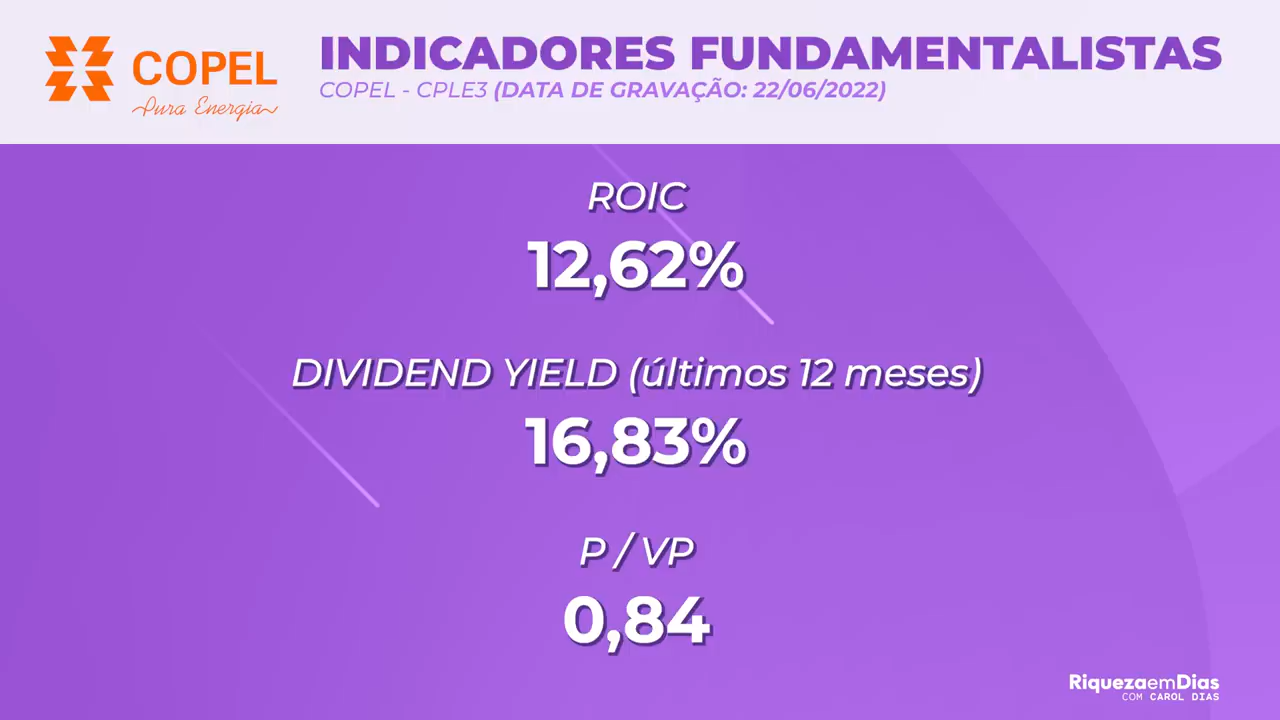 COPEL
Pura Energia
INDICADORES FUNDAMENTALISTAS
COPEL - CPLE3 (DATA DE GRAVAÇÃO: 22/06/2022)
ROIC
12,62%
DIVIDEND YIELD (últimos 12 meses)
16,83%
P / VP
0,84
RiquezaemDias
COM CAROL DIAS